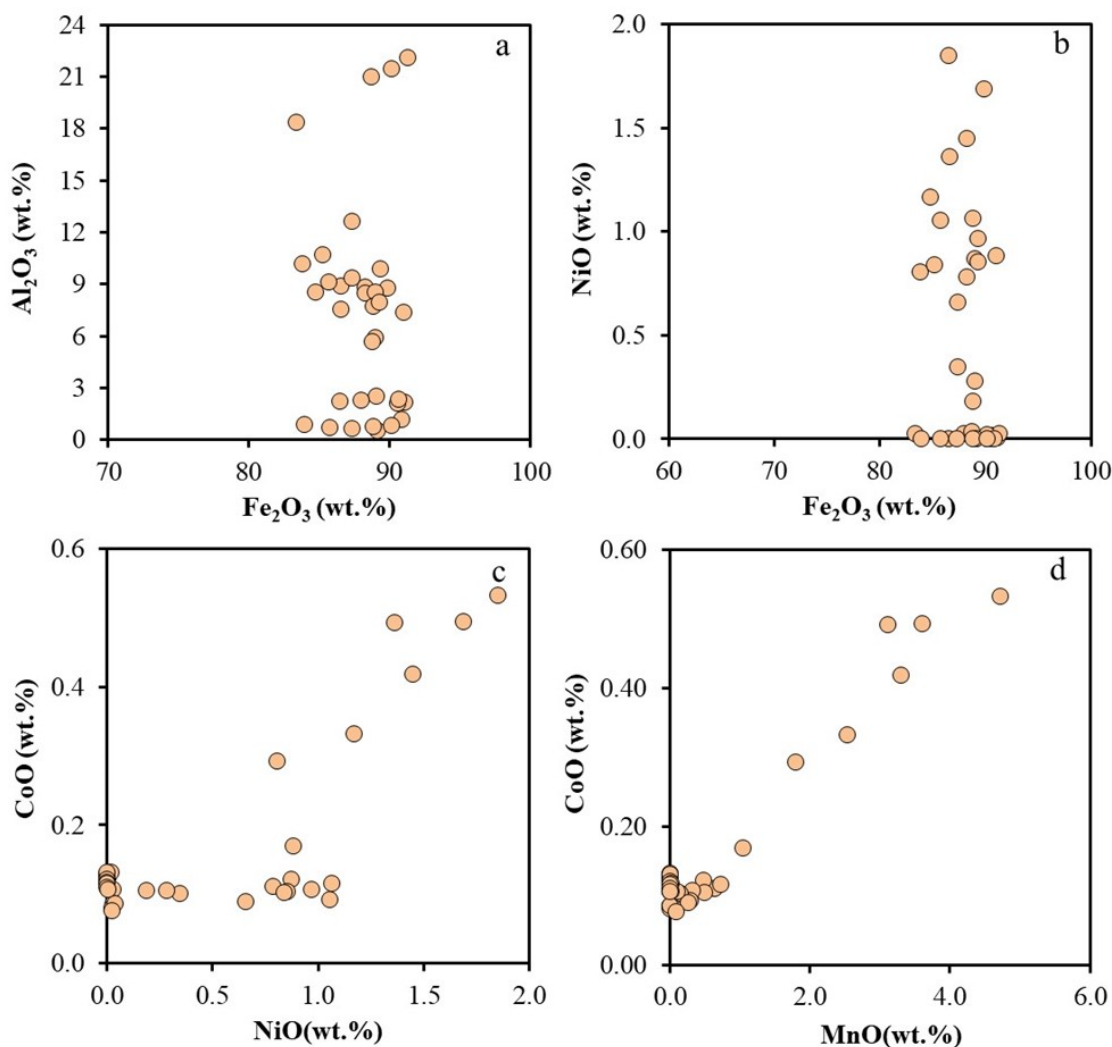 a
24
21
18
15
12
9
6
3
0
Al₂O₃ (wt.%)
70 80 90 100
Fe₂O₃ (wt.%)
b
2.0
1.5
1.0
0.5
0.0
NiO (wt.%)
60 70 80 90 100
Fe₂O₃ (wt.%)
c
0.6
0.4
0.2
0.0
CoO (wt.%)
0.0 0.5 1.0 1.5 2.0
NiO(wt.%)
d
0.60
0.40
0.20
0.00
CoO (wt.%)
0.0 2.0 4.0 6.0
MnO(wt.%)